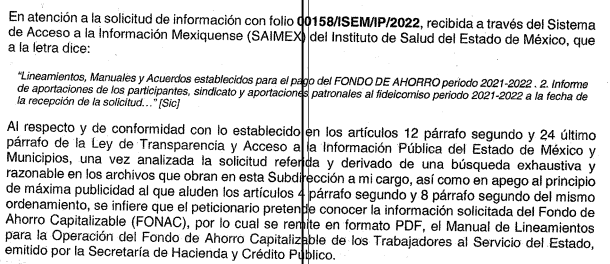 En atención a la solicitud de información con folio 00158/ISEM/IP/2022, recibida a través del Sistema
de Acceso a la Información Mexiquense (SAIMEX) del Instituto de Salud del Estado de México, que
a la letra dice:
"Lineamientos, Manuales y Acuerdos establecidos para el pago del FONDO DE AHORRO periodo 2021-2022 . 2. Informe
de aportaciones de los participantes, sindicato y aportaciones patronales al fideicomiso periodo 2021-2022 a la fecha de
la recepción de la solicitud…" [Sic]
Al respecto y de conformidad con lo establecido en los artículos 12 párrafo segundo y 24 último
párrafo de la Ley de Transparencia y Acceso a la Información Pública del Estado de México y
Municipios, una vez analizada la solicitud referida y derivado de una búsqueda exhaustiva y
razonable en los archivos que obran en esta Subdirección a mi cargo, así como en apego al principio
de máxima publicidad al que aluden los artículos 4 párrafo segundo y 8 párrafo segundo del mismo
ordenamiento, se infiere que el peticionario pretende conocer la información solicitada del Fondo de
Ahorro Capitalizable (FONAC), por lo cual se remite en formato PDF, el Manual de Lineamientos
para la Operación del Fondo de Ahorro Capitalizable de los Trabajadores al Servicio del Estado,
emitido por la Secretaría de Hacienda y Crédito Público.